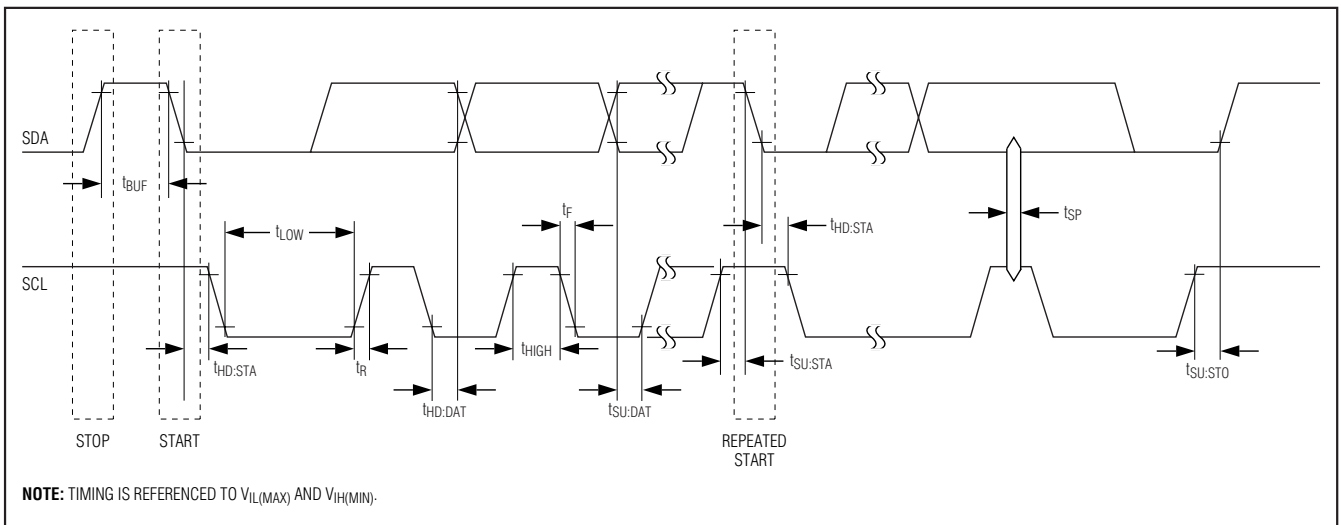 SDA
tBUF
tF
tSP
tLOW
tHD:STA
SCL
tHD:STA
tR
tHIGH
tSU:STA
tSU:STO
tHD:DAT
tSU:DAT
STOP
START
REPEATED
START
NOTE: TIMING IS REFERENCED TO VIL(MAX) AND VIH(MIN).